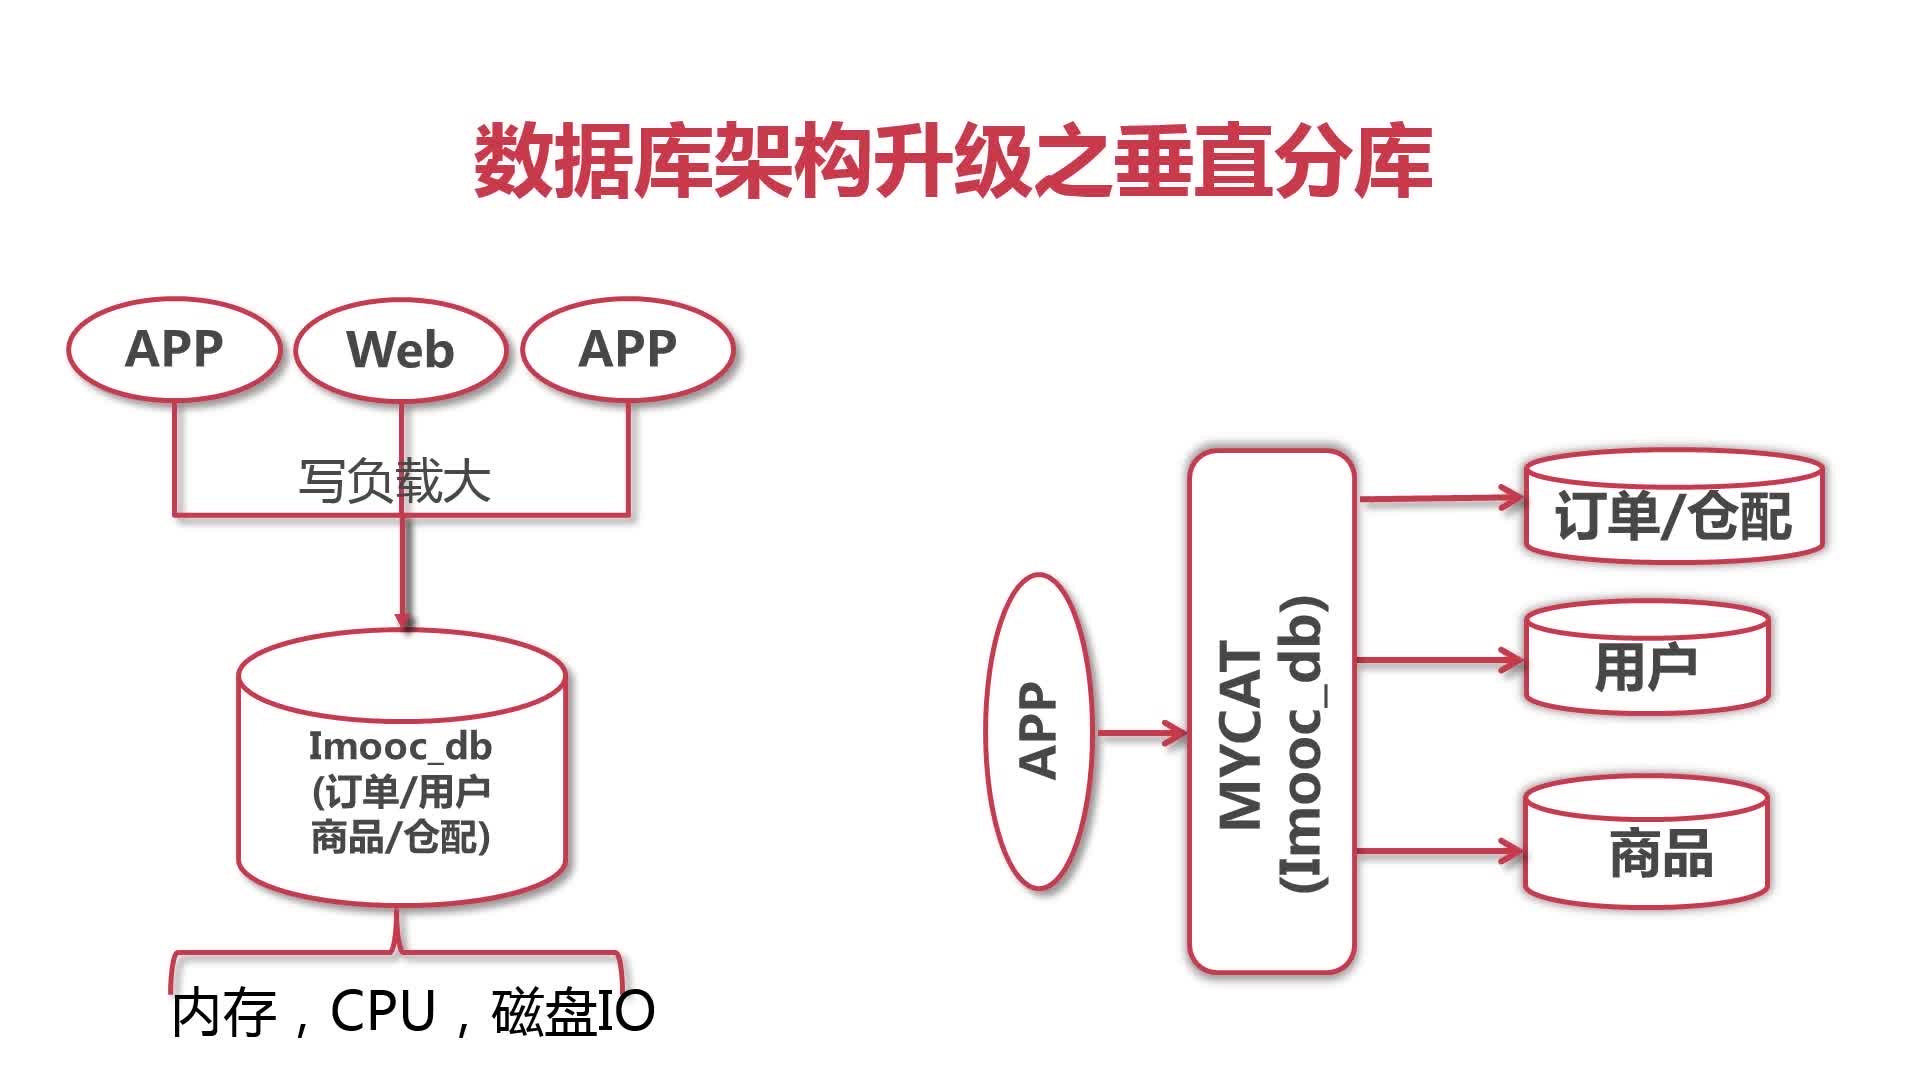 数据库架构升级之垂直分库
APP
Web
APP
写负载大
Imooc_db
(订单/用户
商品/仓配)
内存，CPU，磁盘IO
APP
MYCAT
(Imooc_db)
订单/仓配
用户
商品